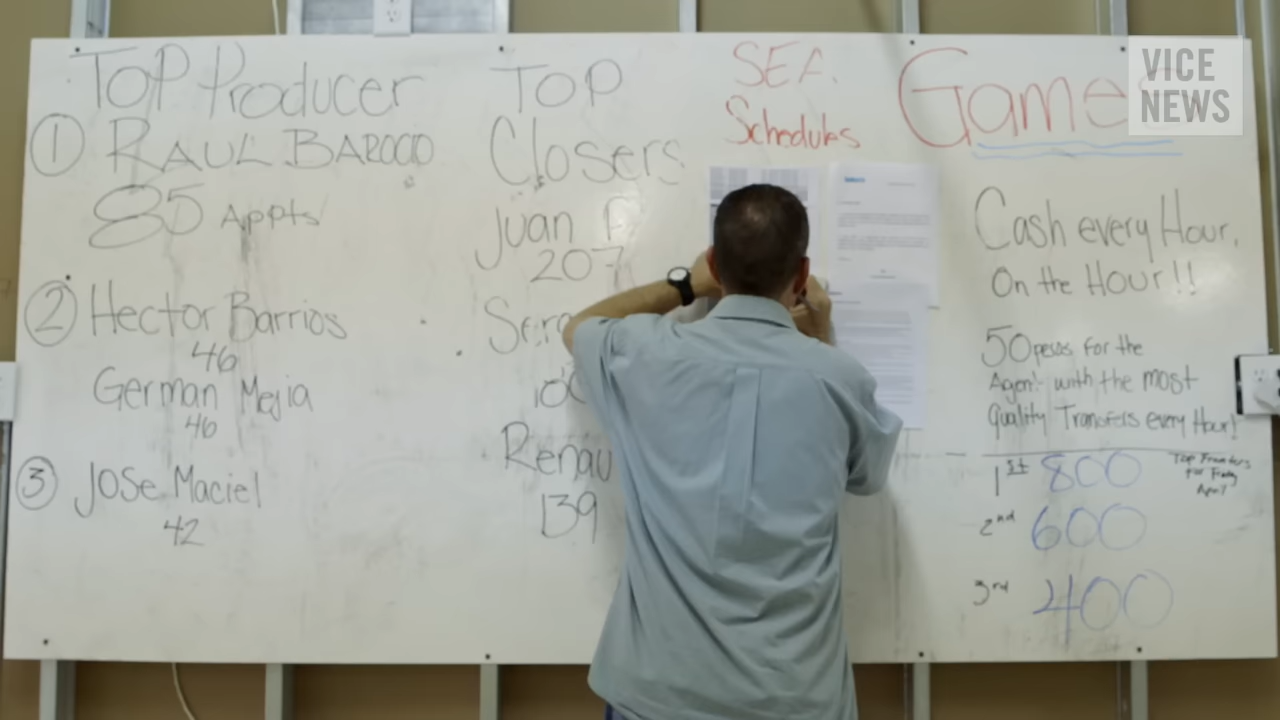 Top Producer
① Raul Barocio
85 Appts
② Hector Barrios
46
German Mejia
46
③ Jose Maciel
42
Top
Closers
Juan
207
139
Schedules
Game
Cash every Hour,
On the Hour!!
50 pesos for the
Agent with the most
Quality Transfers every Hour!
1st 800
2nd 600
3rd 400
VICE
NEWS